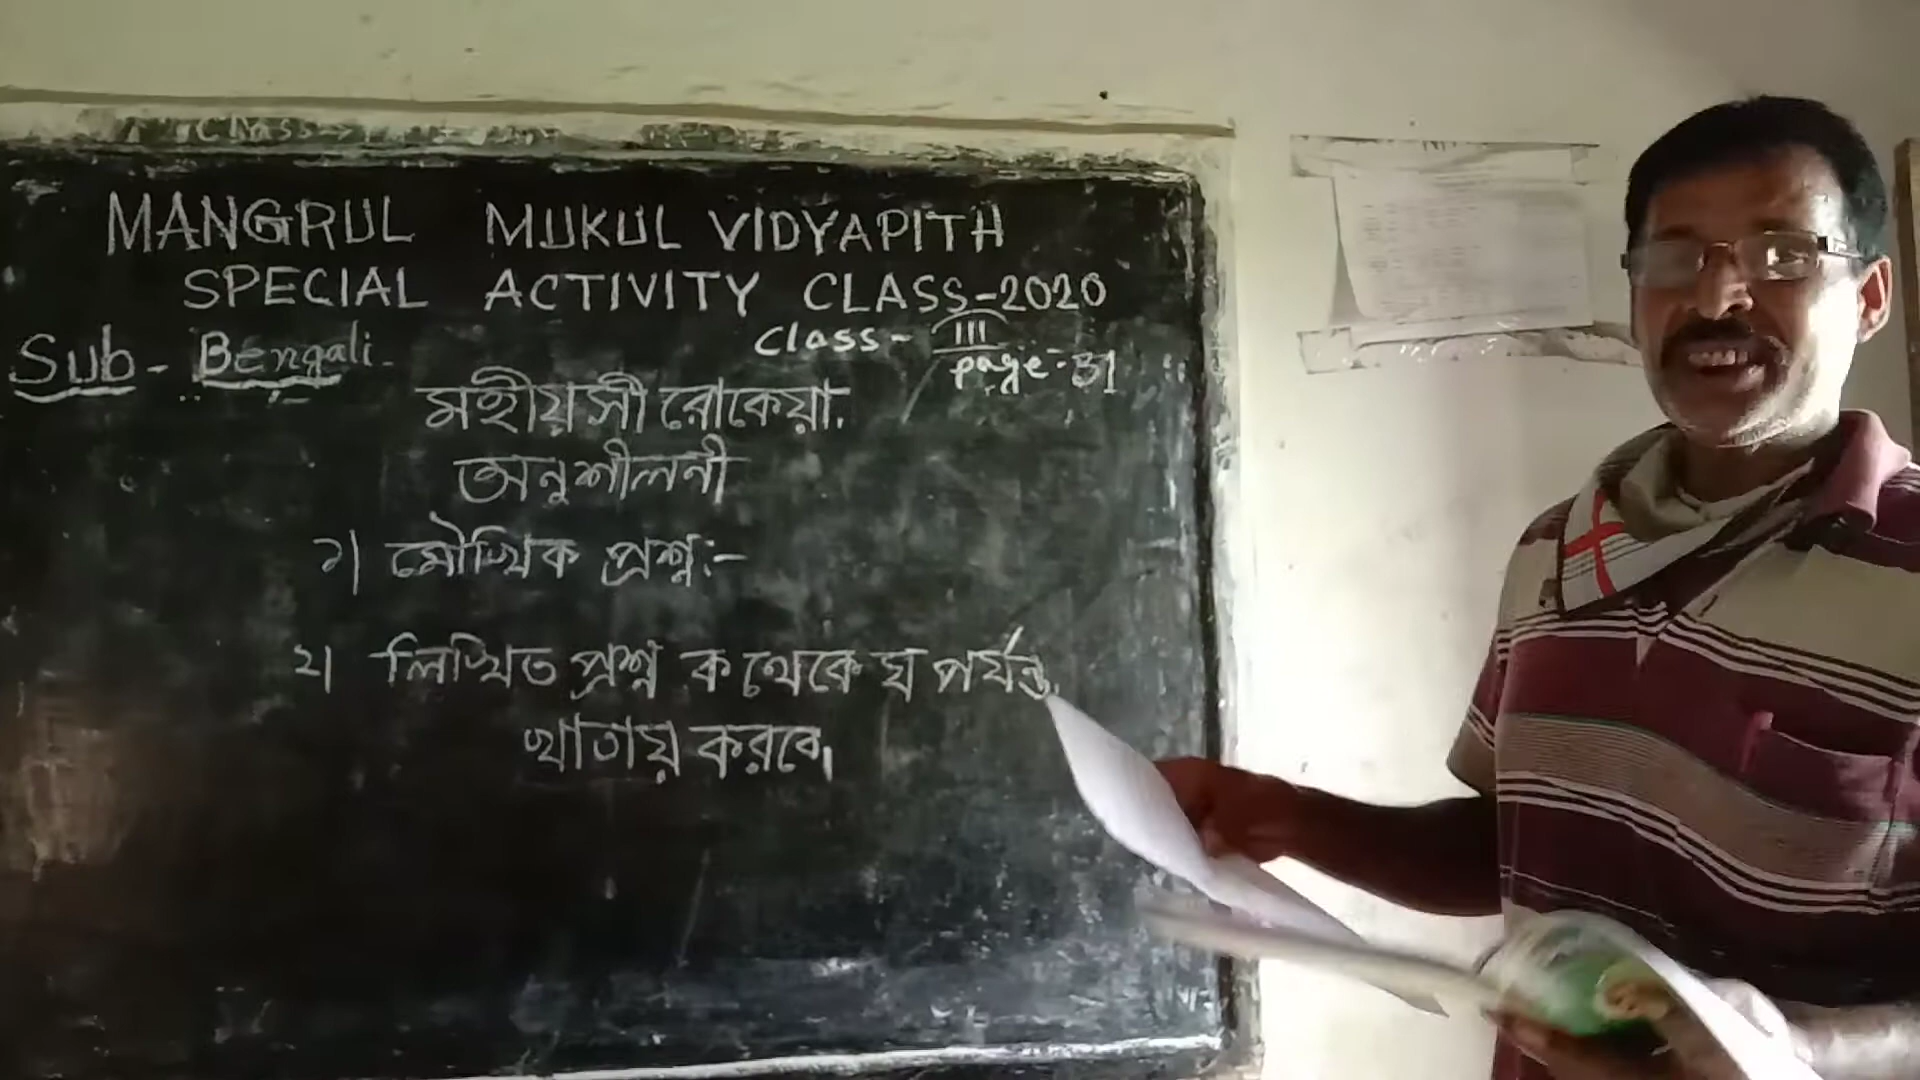 MANGRUL MUKUL VIDYAPITH
SPECIAL ACTIVITY CLASS-2020
Sub- Bengali-
Class- III
page-31
মহীয়সী রোকেয়া.
অনুশীলনী
১) মৌখিক প্রশ্ন:-
২) লিখিত প্রশ্ন ক থেকে ঘ পর্যন্ত
খাতায় করবে।